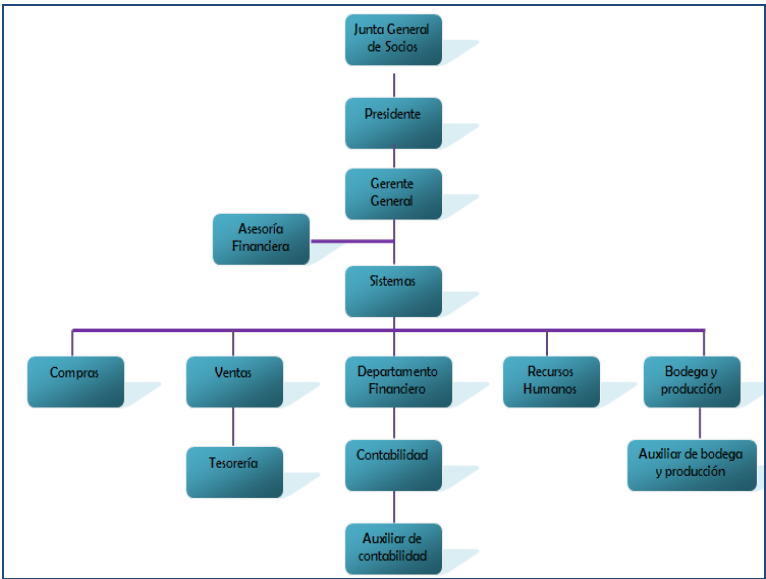 Junta General
de Socios
Presidente
Gerente
General
Asesoría
Financiera
Sistemas
Compras
Ventas
Departamento
Financiero
Recursos
Humanos
Bodega y
producción
Tesorería
Contabilidad
Auxiliar de bodega
y producción
Auxiliar de
contabilidad